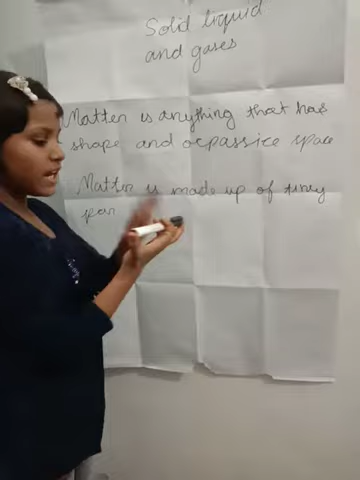 Solid liquid
and gases
Matter is anything that has
shape and ocpassice space
Matter is made up of tiney
par